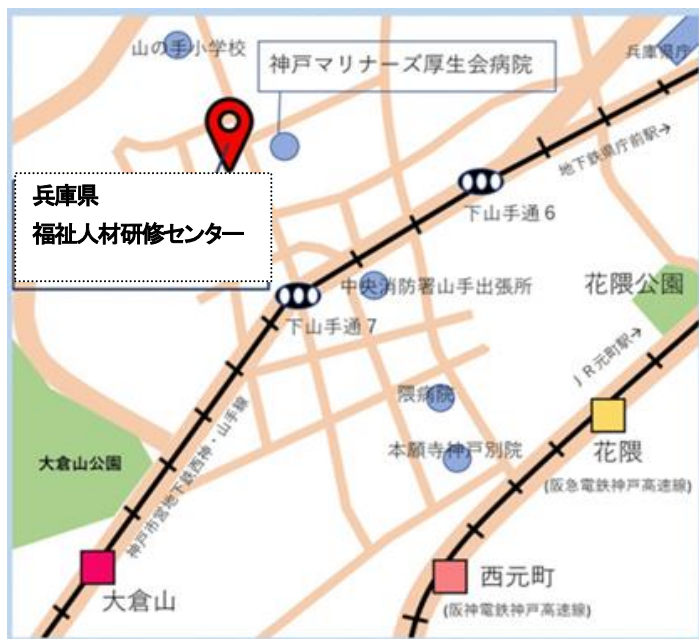 山の手小学校
兵庫県庁
神戸マリナーズ厚生会病院
地下鉄県庁前駅→
兵庫県
福祉人材研修センター
下山手通6
中央消防署山手出張所
花隈公園
下山手通7
JR元町駅→
隈病院
花隈
本願寺神戸別院
(阪急電鉄神戸高速線)
大倉山公園
神戸市営地下鉄西神・山手線
西元町
大倉山
(阪神電鉄神戸高速線)